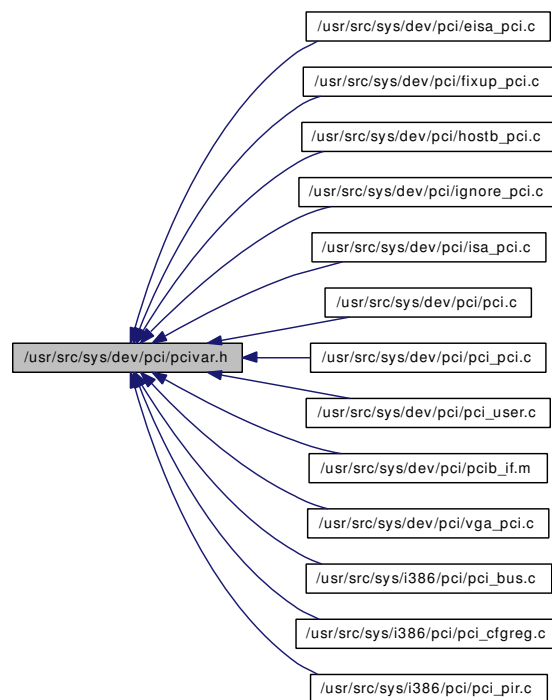 /usr/src/sys/dev/pci/eisa_pci.c
/usr/src/sys/dev/pci/fixup_pci.c
/usr/src/sys/dev/pci/hostb_pci.c
/usr/src/sys/dev/pci/ignore_pci.c
/usr/src/sys/dev/pci/isa_pci.c
/usr/src/sys/dev/pci/pci.c
/usr/src/sys/dev/pci/pcivar.h
/usr/src/sys/dev/pci/pci_pci.c
/usr/src/sys/dev/pci/pci_user.c
/usr/src/sys/dev/pci/pcib_if.m
/usr/src/sys/dev/pci/vga_pci.c
/usr/src/sys/i386/pci/pci_bus.c
/usr/src/sys/i386/pci/pci_cfgreg.c
/usr/src/sys/i386/pci/pci_pir.c